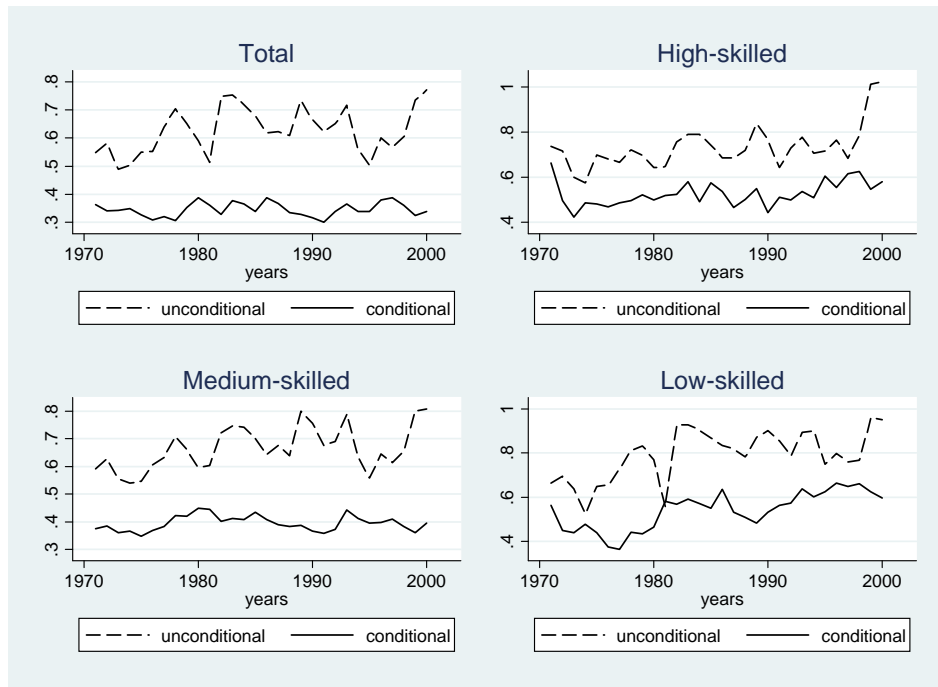 Total
.8
.7
.6
.5
.4
.3
1970 1980 1990 2000
years
unconditional conditional
High-skilled
1
.8
.6
.4
1970 1980 1990 2000
years
unconditional conditional
Medium-skilled
.8
.7
.6
.5
.4
.3
1970 1980 1990 2000
years
unconditional conditional
Low-skilled
1
.8
.6
.4
1970 1980 1990 2000
years
unconditional conditional